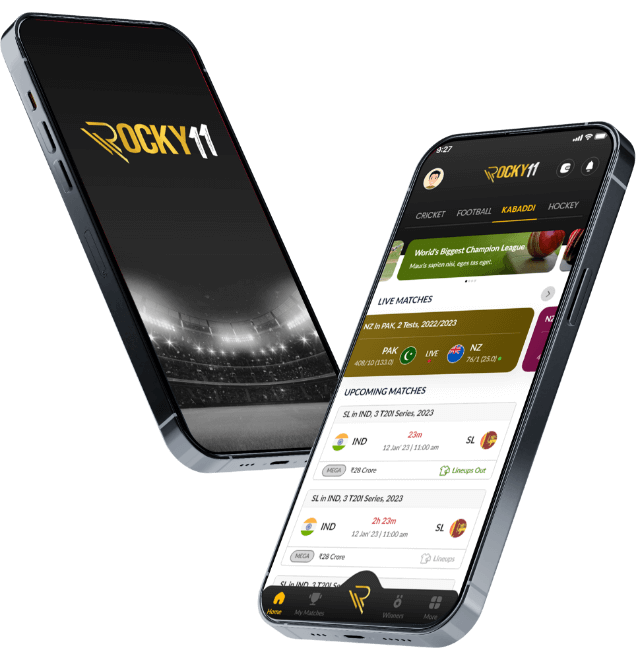 ROCKY11
9:27
ROCKY11
CRICKET FOOTBALL KABADDI HOCKEY
World's Biggest Champion League
Mauris sapien nisi, eges tas eget.
LIVE MATCHES
NZ in PAK, 2 Tests, 2022/2023
NZ
PAK LIVE NZ
408/10 (133.0) 76/1 (25.0)
UPCOMING MATCHES
SL in IND, 3 T20I Series, 2023
IND 23m SL
12 Jan' 23 | 11:00 am
MEGA ₹28 Crore Lineups Out
SL in IND, 3 T20I Series, 2023
IND 2h 23m SL
12 Jan' 23 | 11:00 am
MEGA ₹28 Crore Lineups
SL in IND, 3 T20I Se
Home My Matches Winners More